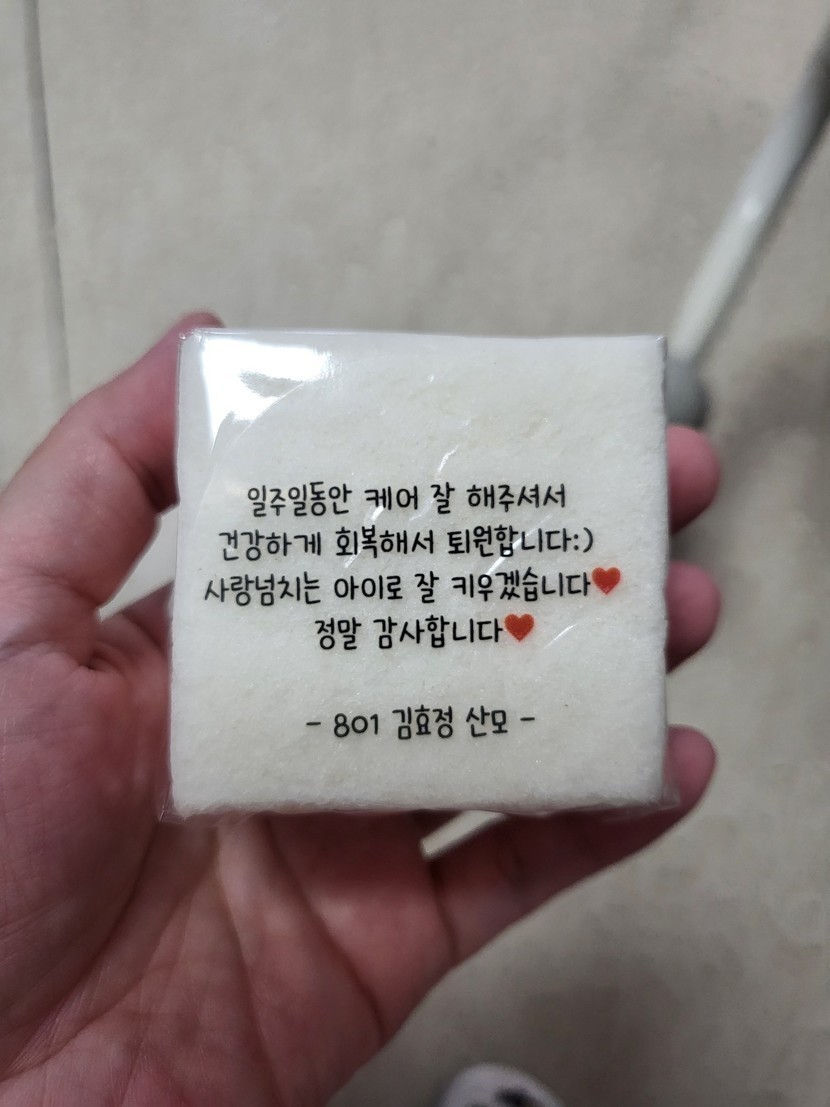 일주일동안 케어 잘 해주셔서
건강하게 회복해서 퇴원합니다:)
사랑넘치는 아이로 잘 키우겠습니다♥
정말 감사합니다♥
- 801 김효정 산모 -